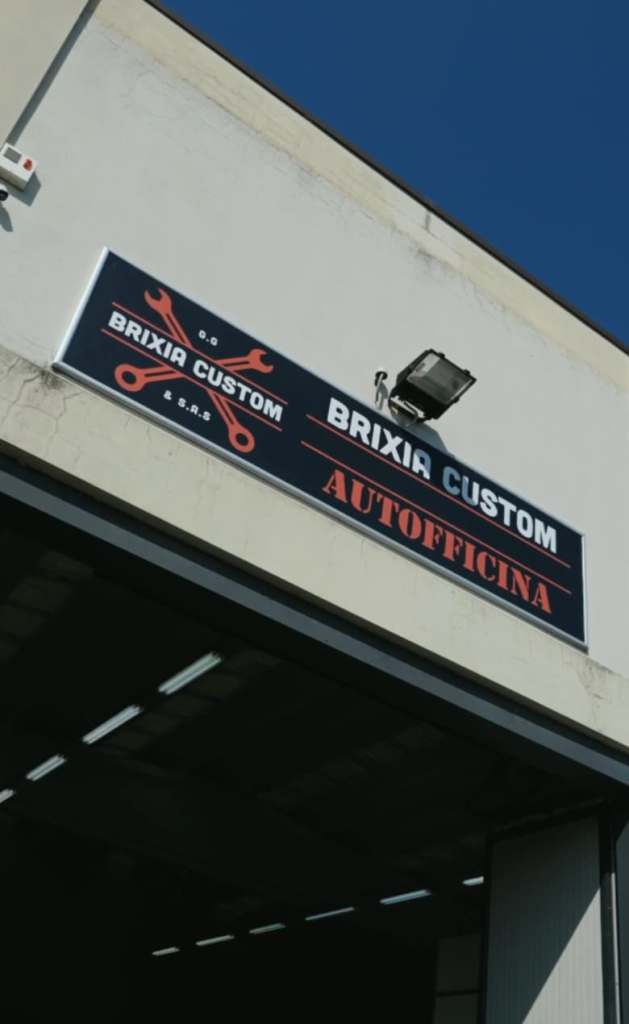 G.G
BRIXIA CUSTOM
& S.A.S
BRIXIA CUSTOM
AUTOFFICINA